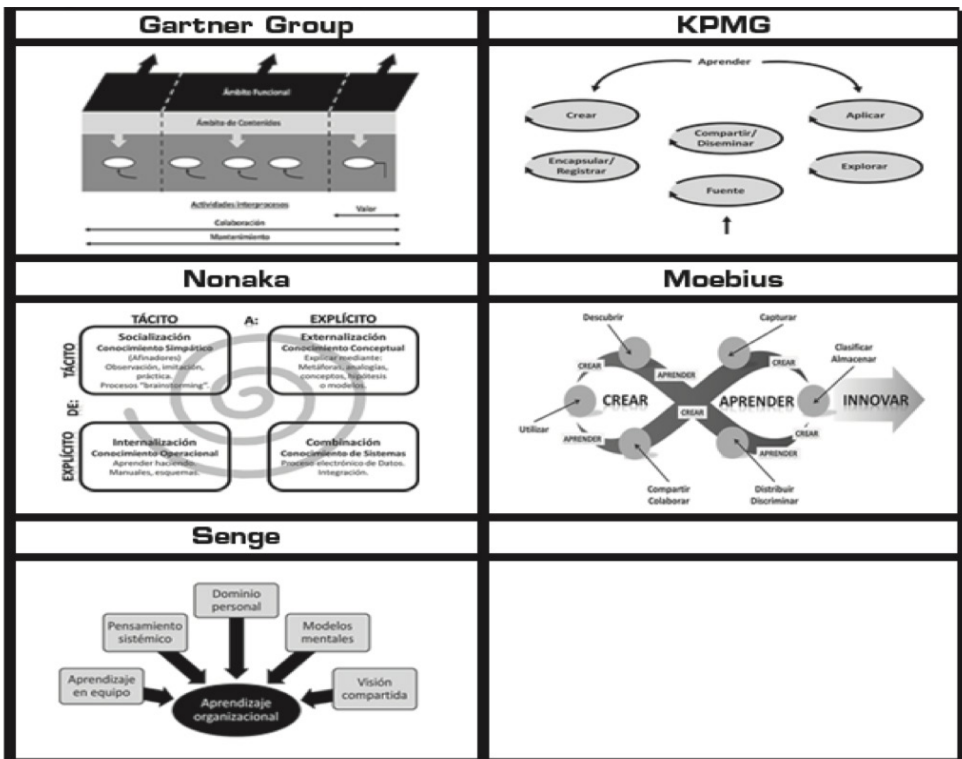 Gartner Group
Ámbito Funcional
Ámbito de Contenidos
Actividades interprocesos
Valor
Colaboración
Mantenimiento
KPMG
Aprender
Crear
Aplicar
Compartir/
Diseminar
Encapsular/
Registrar
Explorar
Fuente
Nonaka
TÁCITO A: EXPLÍCITO
TÁCITO
DE:
EXPLÍCITO
Socialización
Conocimiento Simpático
(Afinadores)
Observación, imitación,
práctica.
Procesos "brainstorming".
Externalización
Conocimiento Conceptual
Explicar mediante:
Metáforas, analogías,
conceptos, hipótesis
o modelos.
Internalización
Conocimiento Operacional
Aprender haciendo.
Manuales, esquemas.
Combinación
Conocimiento de Sistemas
Proceso electrónico de Datos.
Integración.
Moebius
Descubrir
Capturar
Clasificar
Almacenar
CREAR
CREAR
APRENDER
CREAR
APRENDER
INNOVAR
CREAR
Utilizar
APRENDER
CREAR
APRENDER
Compartir
Colaborar
Distribuir
Discriminar
Senge
Dominio
personal
Pensamiento
sistémico
Modelos
mentales
Aprendizaje
en equipo
Visión
compartida
Aprendizaje
organizacional